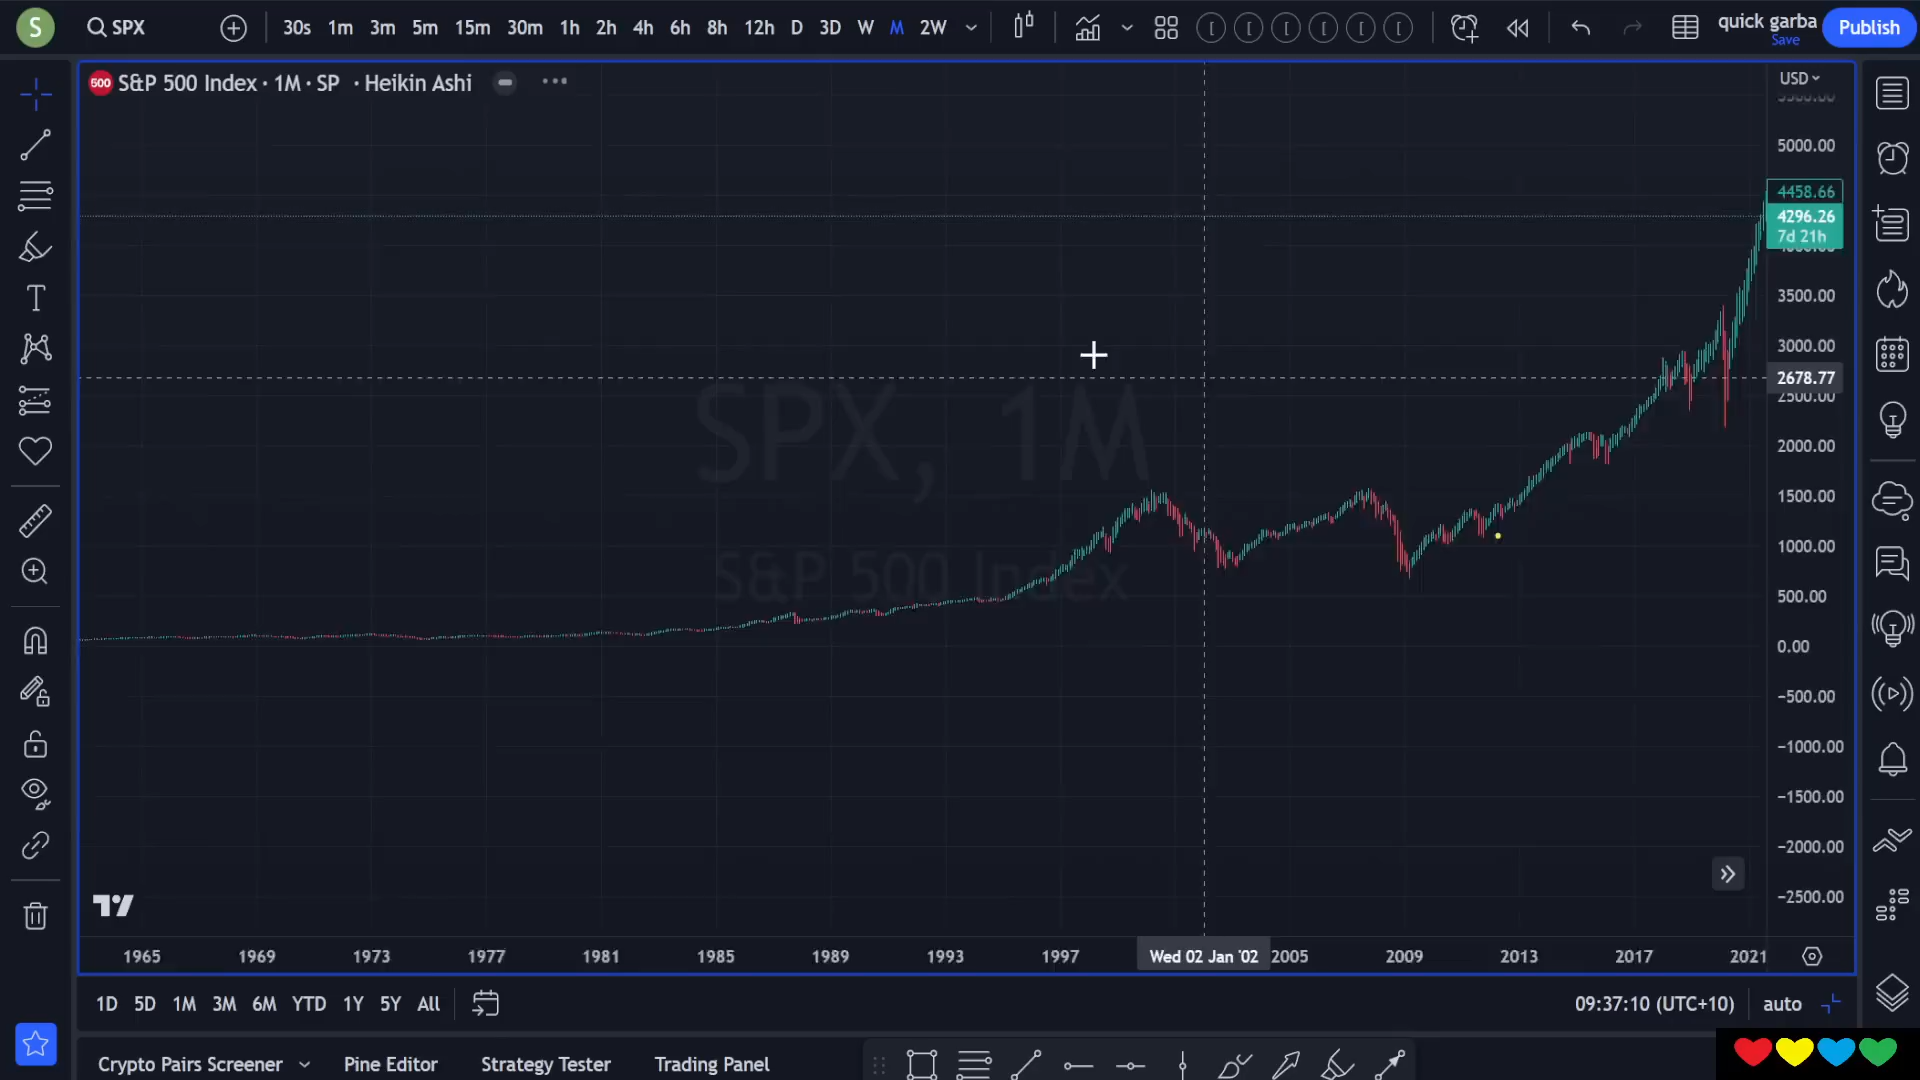 S
SPX
30s 1m 3m 5m 15m 30m 1h 2h 4h 6h 8h 12h D 3D W M 2W
quick garba
Save
Publish
500 S&P 500 Index · 1M · SP · Heikin Ashi
USD
5000.00
4458.66
4296.26
7d 21h
3500.00
3000.00
2678.77
2500.00
2000.00
1500.00
1000.00
500.00
0.00
−500.00
−1000.00
−1500.00
−2000.00
−2500.00
SPX, 1M
S&P 500 Index
1965 1969 1973 1977 1981 1985 1989 1993 1997 Wed 02 Jan '02 2005 2009 2013 2017 2021
1D 5D 1M 3M 6M YTD 1Y 5Y All
09:37:10 (UTC+10) auto
Crypto Pairs Screener Pine Editor Strategy Tester Trading Panel